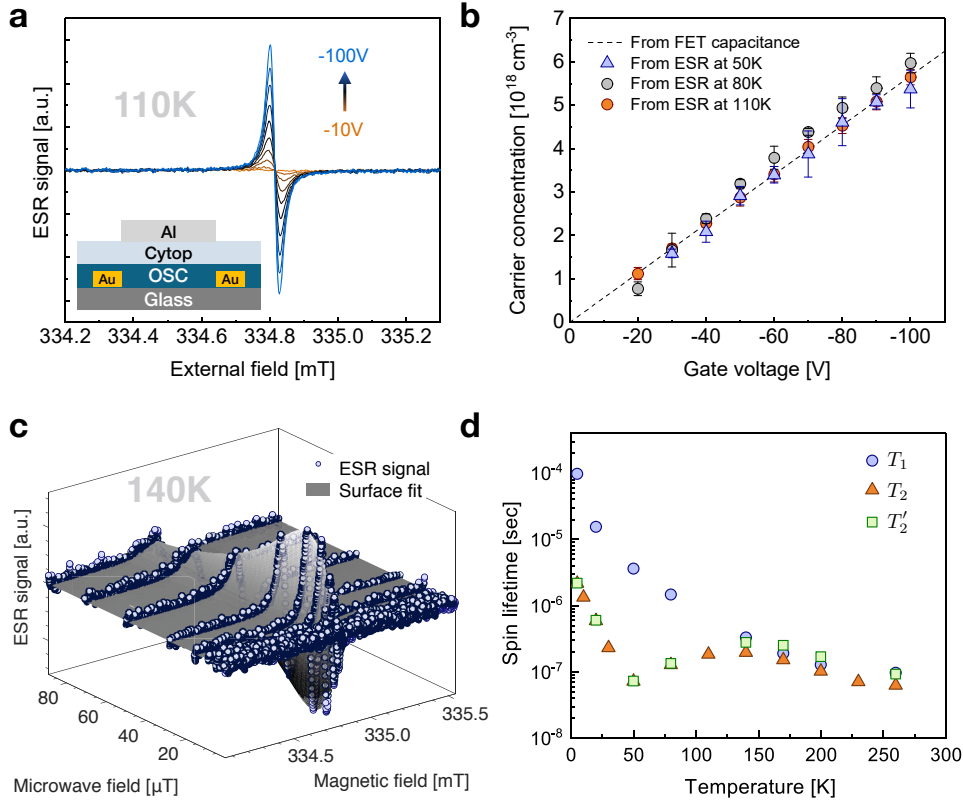 a
ESR signal [a.u.]
110K
-100V
-10V
Al
Cytop
OSC
Au
Au
Glass
334.2 334.4 334.6 334.8 335.0 335.2
External field [mT]
b
Carrier concentration [10^18 cm^-3]
7
6
5
4
3
2
1
0
From FET capacitance
From ESR at 50K
From ESR at 80K
From ESR at 110K
0 -20 -40 -60 -80 -100
Gate voltage [V]
c
140K
ESR signal
Surface fit
ESR signal [a.u.]
80
60
40
20
Microwave field [μT]
334.5
335.0
335.5
Magnetic field [mT]
d
Spin lifetime [sec]
10^-4
10^-5
10^-6
10^-7
10^-8
T₁
T₂
T₂′
0 50 100 150 200 250 300
Temperature [K]